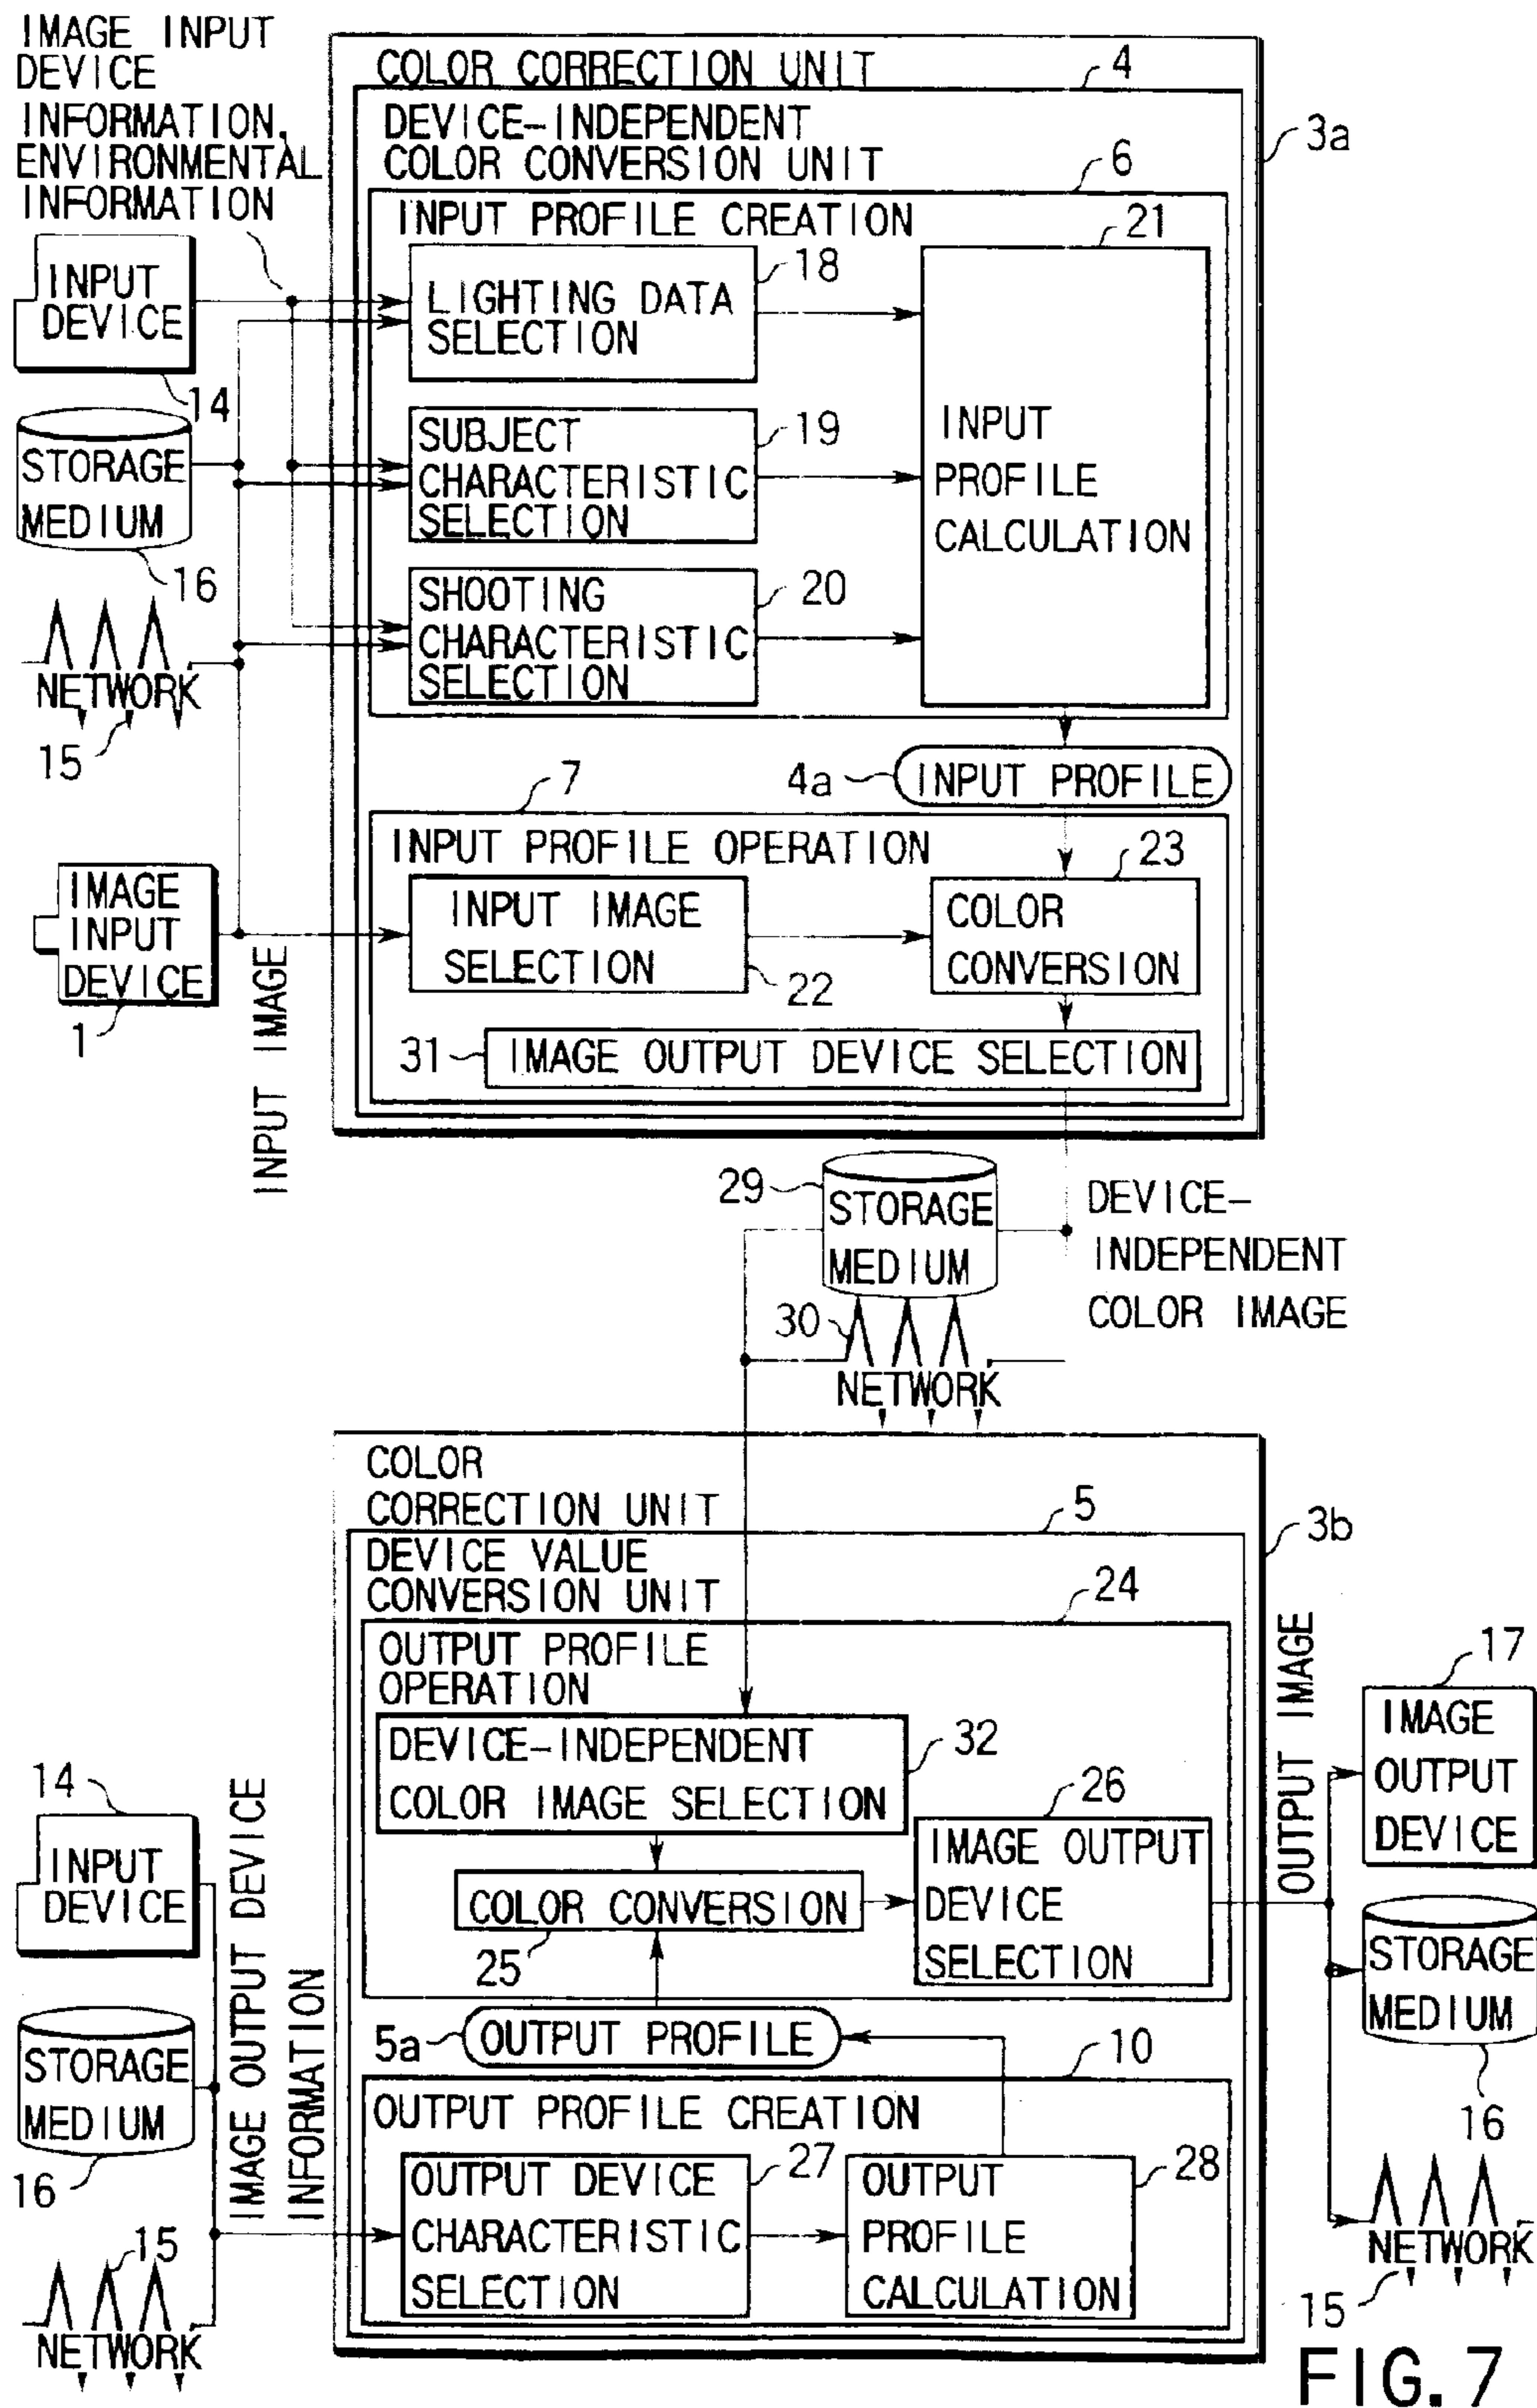 IMAGE INPUT
DEVICE
INFORMATION,
ENVIRONMENTAL
INFORMATION
COLOR CORRECTION UNIT
4
3a
DEVICE-INDEPENDENT
COLOR CONVERSION UNIT
6
INPUT PROFILE CREATION
21
INPUT
DEVICE
14
LIGHTING DATA
SELECTION
18
STORAGE
MEDIUM
16
SUBJECT
CHARACTERISTIC
SELECTION
19
INPUT
PROFILE
CALCULATION
SHOOTING
CHARACTERISTIC
SELECTION
20
NETWORK
15
4a
INPUT PROFILE
7
INPUT PROFILE OPERATION
23
IMAGE
INPUT
DEVICE
1
INPUT IMAGE
INPUT IMAGE
SELECTION
22
COLOR
CONVERSION
31
IMAGE OUTPUT DEVICE SELECTION
29
STORAGE
MEDIUM
DEVICE-
INDEPENDENT
COLOR IMAGE
30
NETWORK
COLOR
CORRECTION UNIT
5
3b
DEVICE VALUE
CONVERSION UNIT
24
OUTPUT PROFILE
OPERATION
DEVICE-INDEPENDENT
COLOR IMAGE SELECTION
32
26
COLOR CONVERSION
25
IMAGE OUTPUT
DEVICE
SELECTION
OUTPUT IMAGE
17
IMAGE
OUTPUT
DEVICE
STORAGE
MEDIUM
16
NETWORK
15
14
INPUT
DEVICE
STORAGE
MEDIUM
16
15
NETWORK
IMAGE OUTPUT DEVICE
INFORMATION
5a
OUTPUT PROFILE
10
OUTPUT PROFILE CREATION
OUTPUT DEVICE
CHARACTERISTIC
SELECTION
27
OUTPUT
PROFILE
CALCULATION
28
FIG. 7